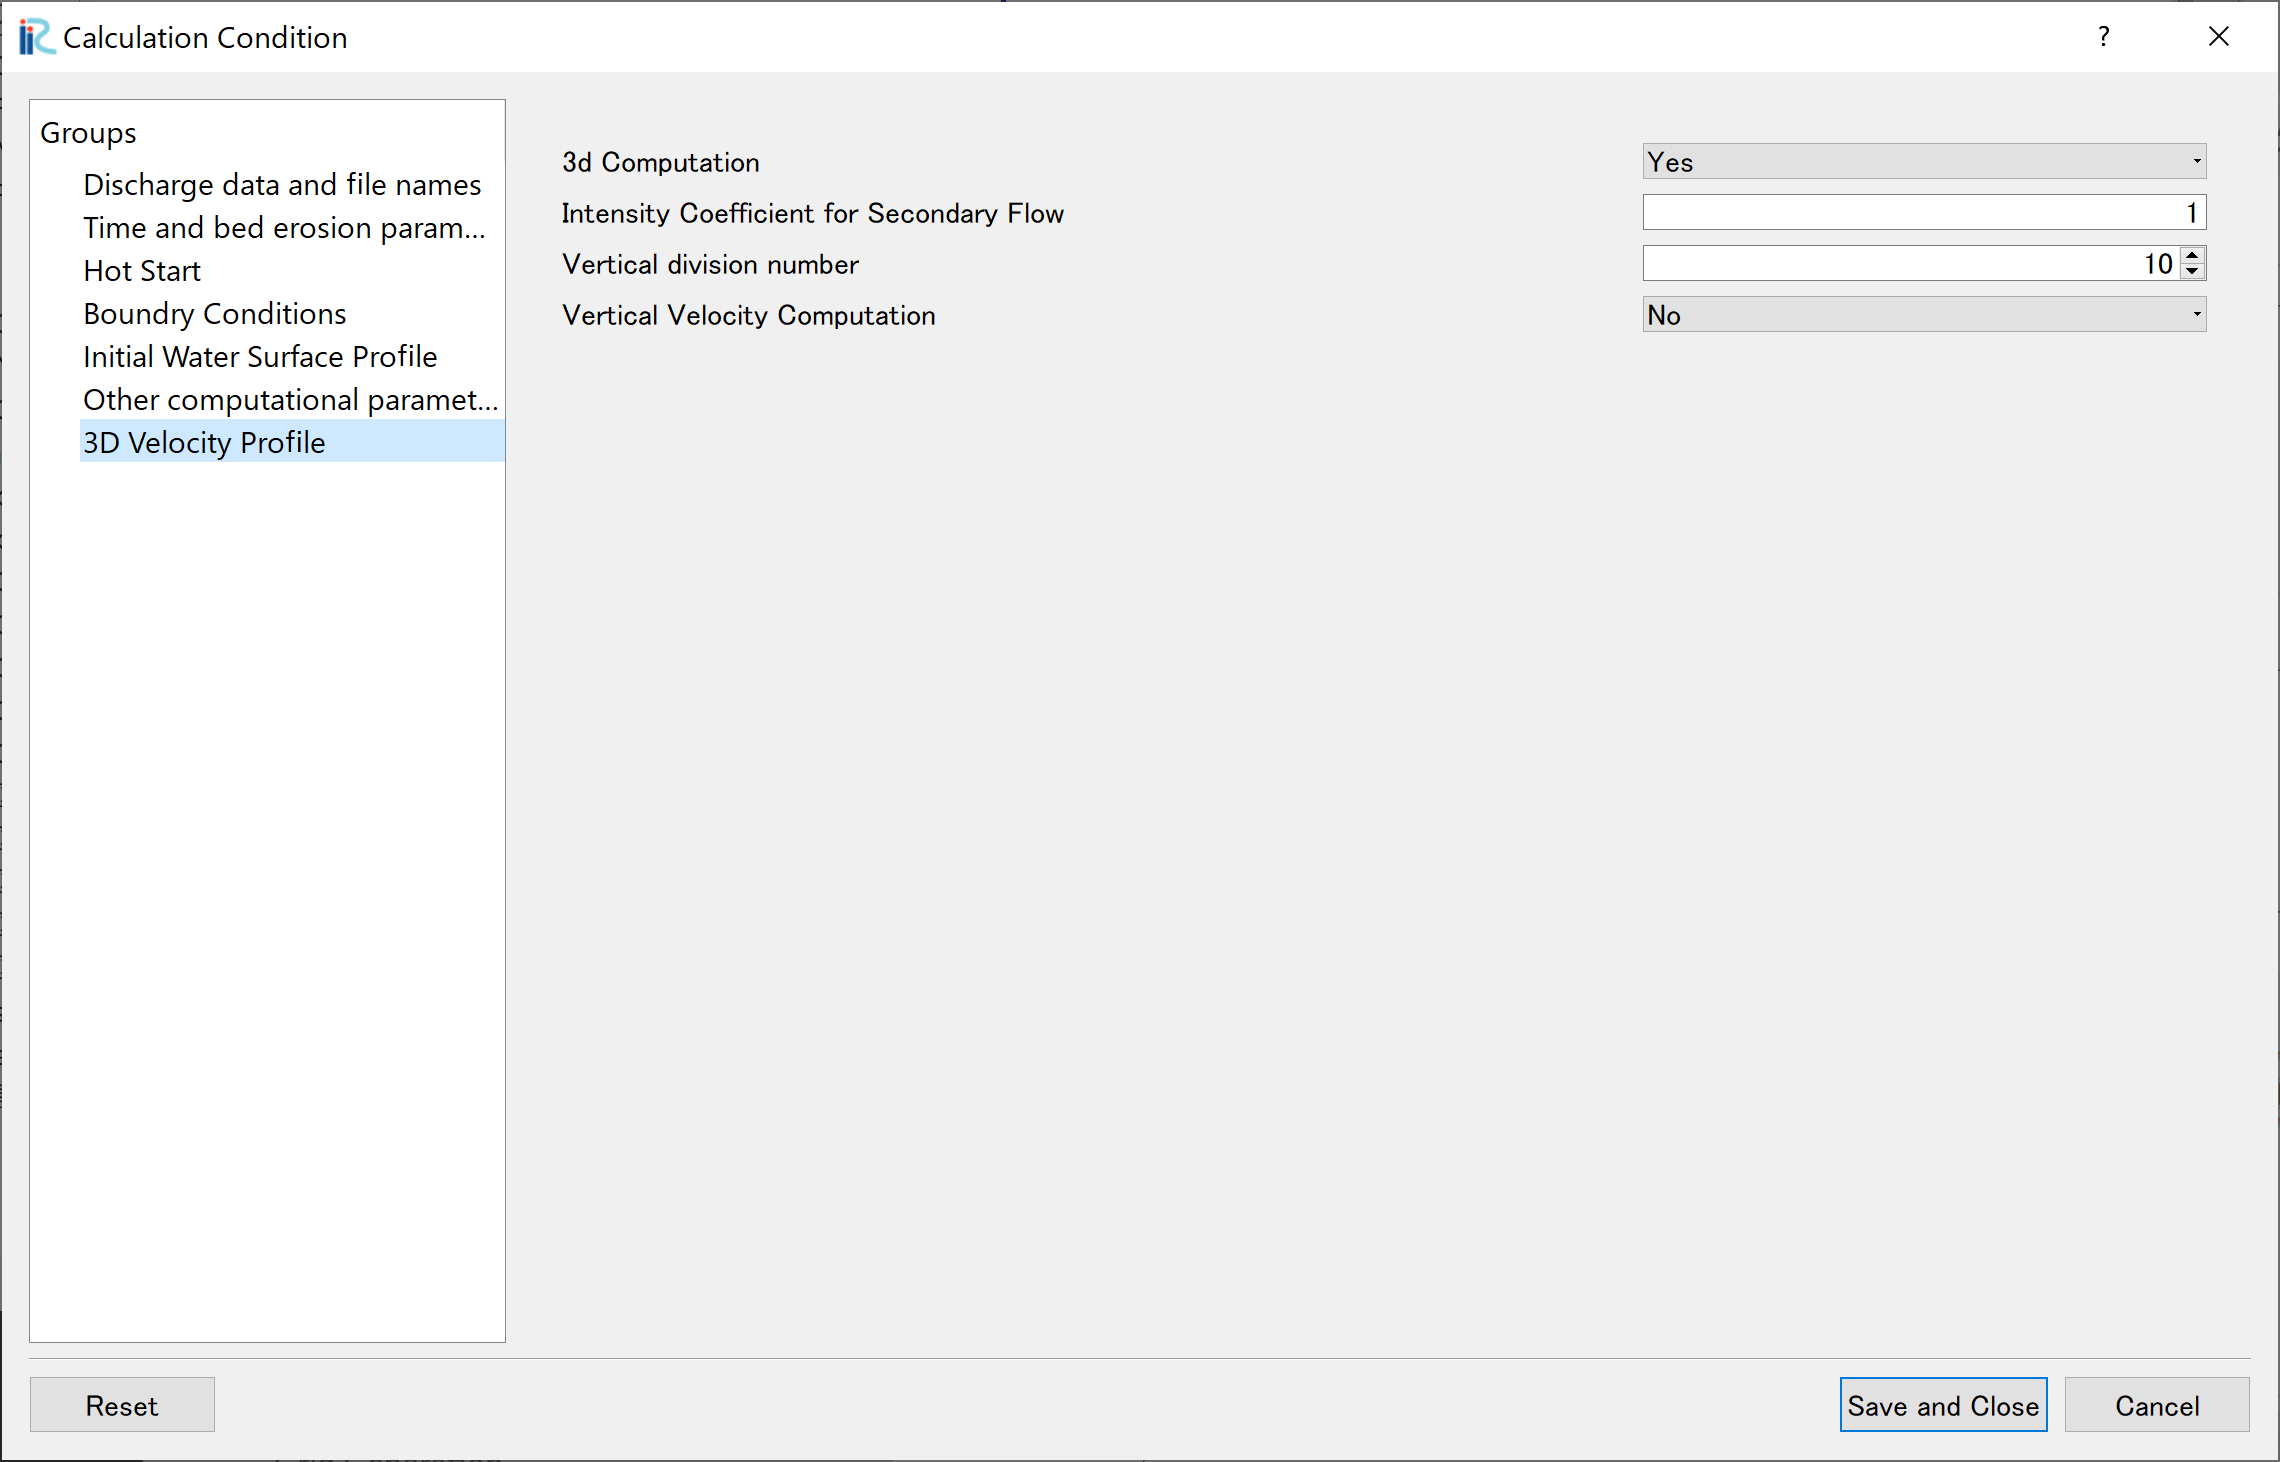 Calculation Condition
?
Groups
Discharge data and file names
Time and bed erosion param...
Hot Start
Boundry Conditions
Initial Water Surface Profile
Other computational paramet...
3D Velocity Profile
3d Computation
Yes
Intensity Coefficient for Secondary Flow
1
Vertical division number
10
Vertical Velocity Computation
No
Reset
Save and Close
Cancel